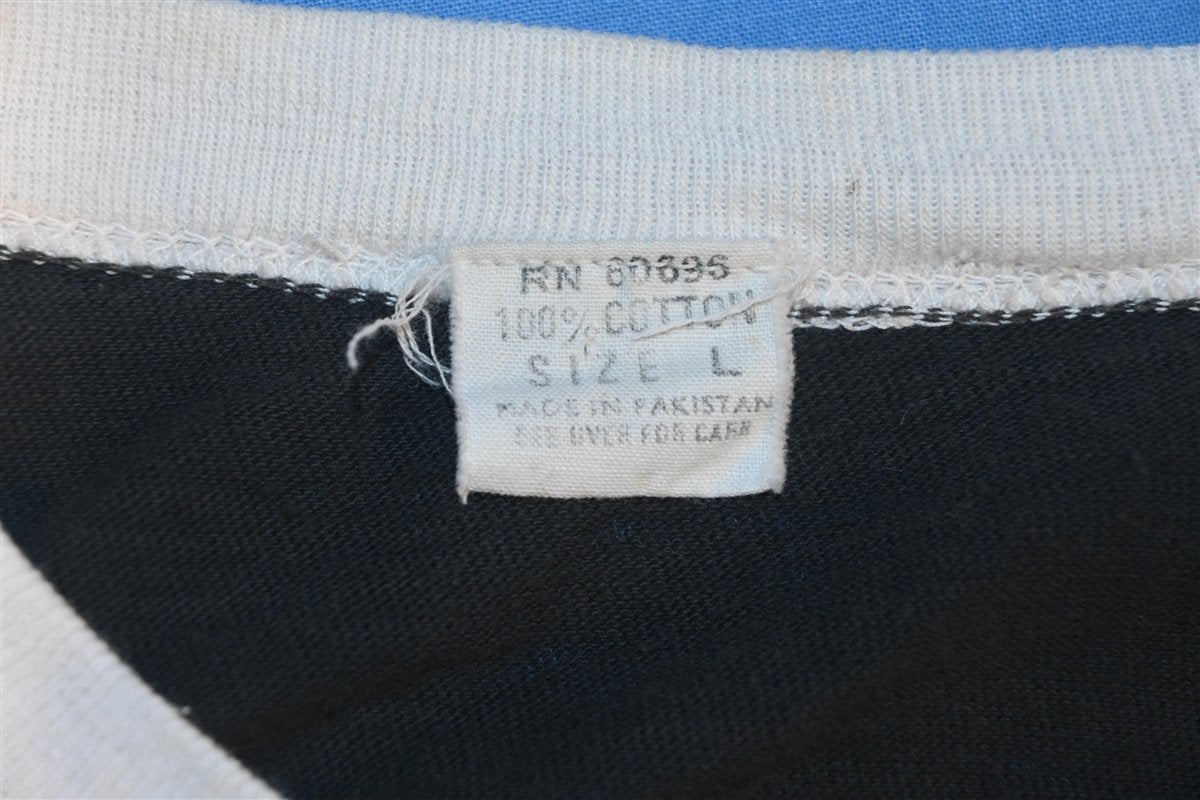 RN 60695
100% COTTON
SIZE L
MADE IN PAKISTAN
SEE OVER FOR CARE